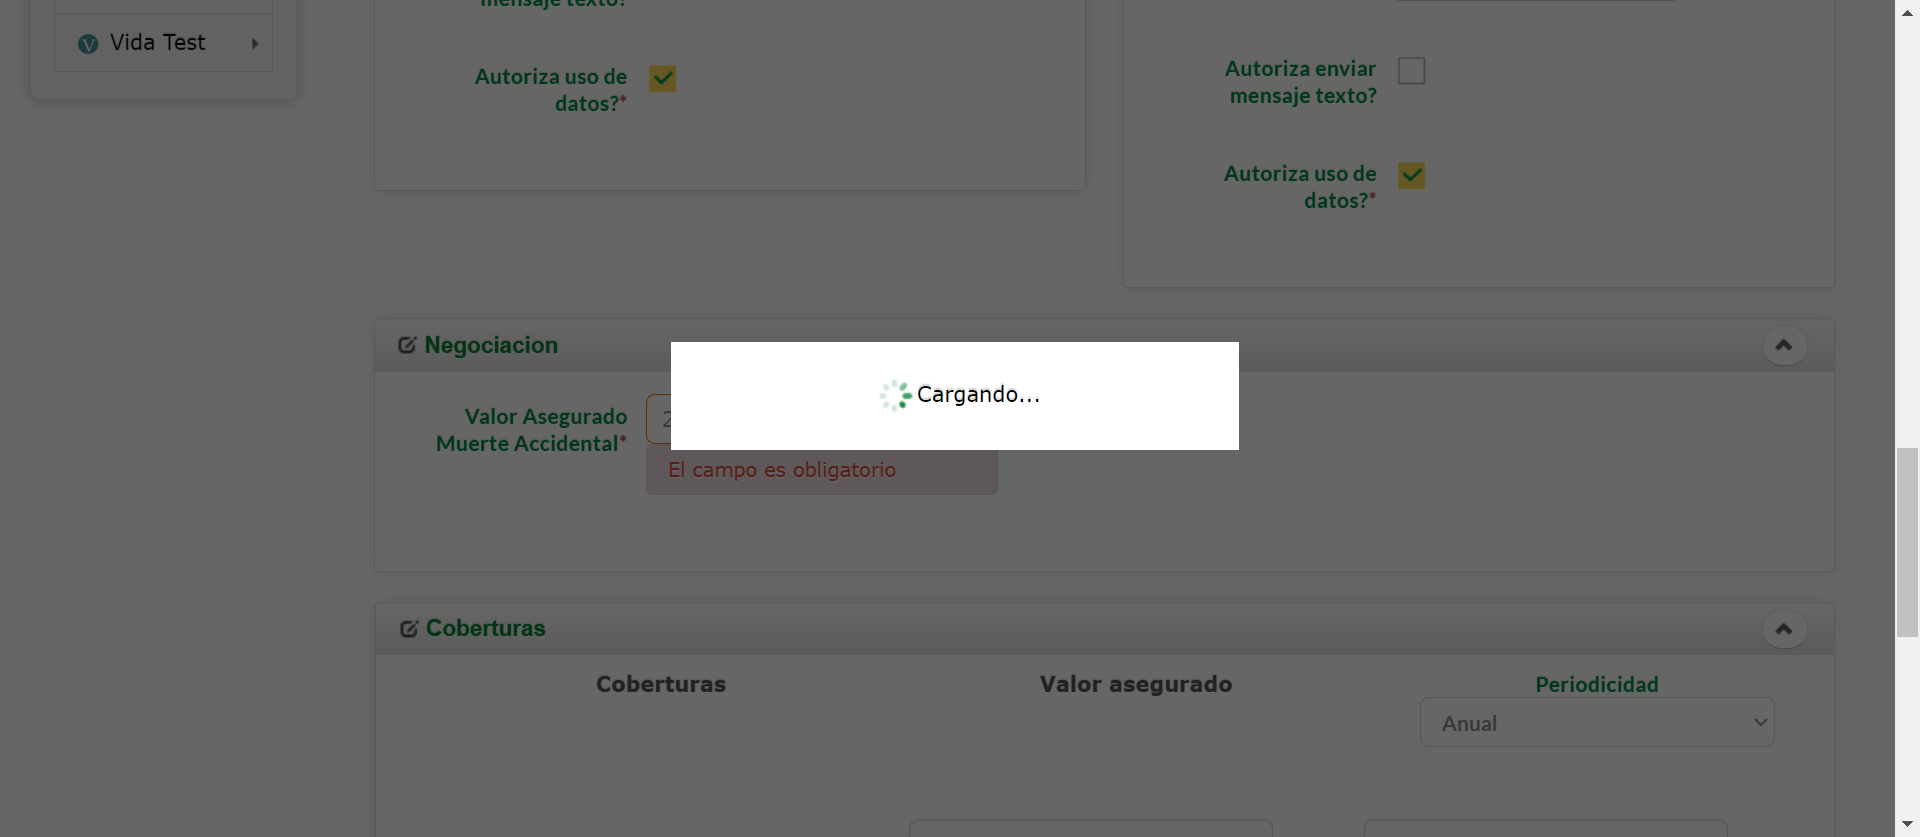 mensaje texto?
Vida Test
Autoriza uso de
datos?*
Autoriza enviar
mensaje texto?
Autoriza uso de
datos?*
Negociacion
Cargando...
Valor Asegurado
Muerte Accidental*
2
El campo es obligatorio
Coberturas
Coberturas
Valor asegurado
Periodicidad
Anual